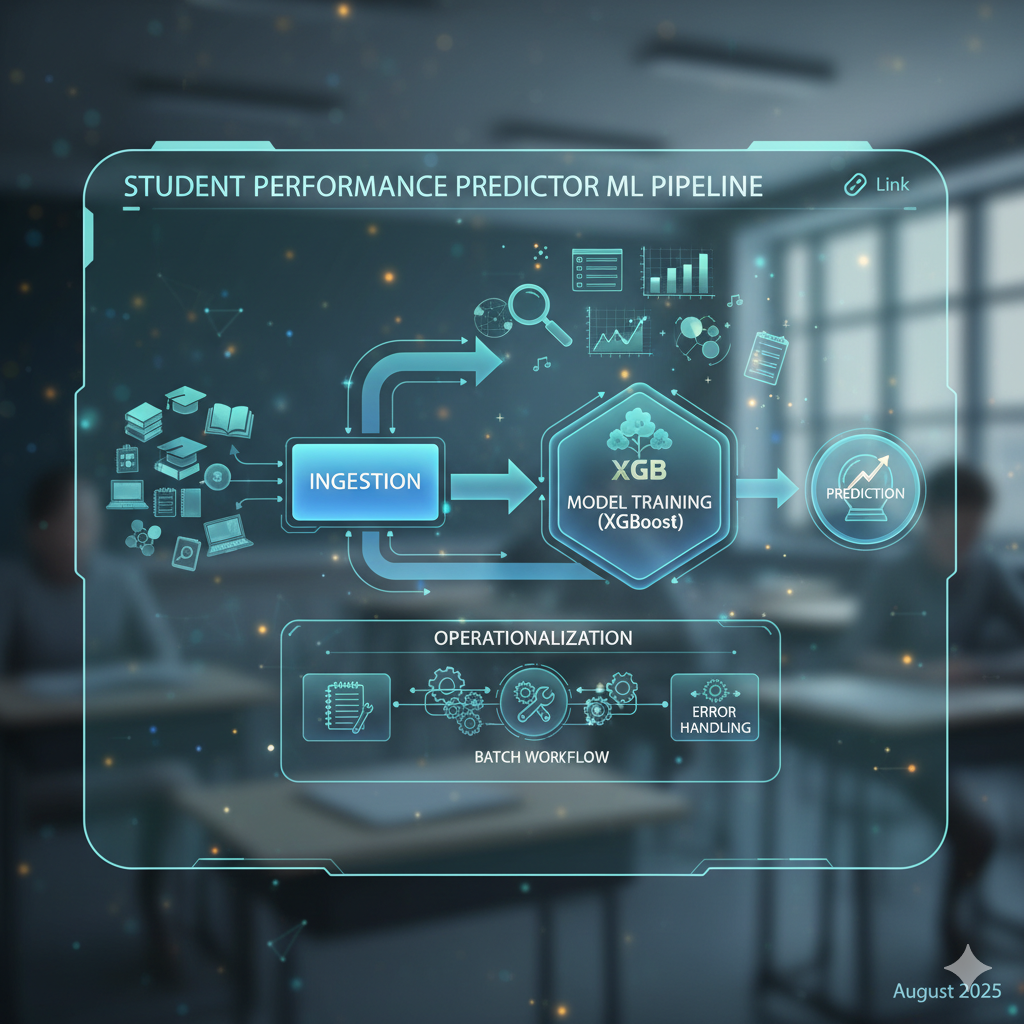 STUDENT PERFORMANCE PREDICTOR ML PIPELINE
Link
INGESTION
XGB
MODEL TRAINING
(XGBoost)
PREDICTION
OPERATIONALIZATION
ERROR
HANDLING
BATCH WORKFLOW
August 2025